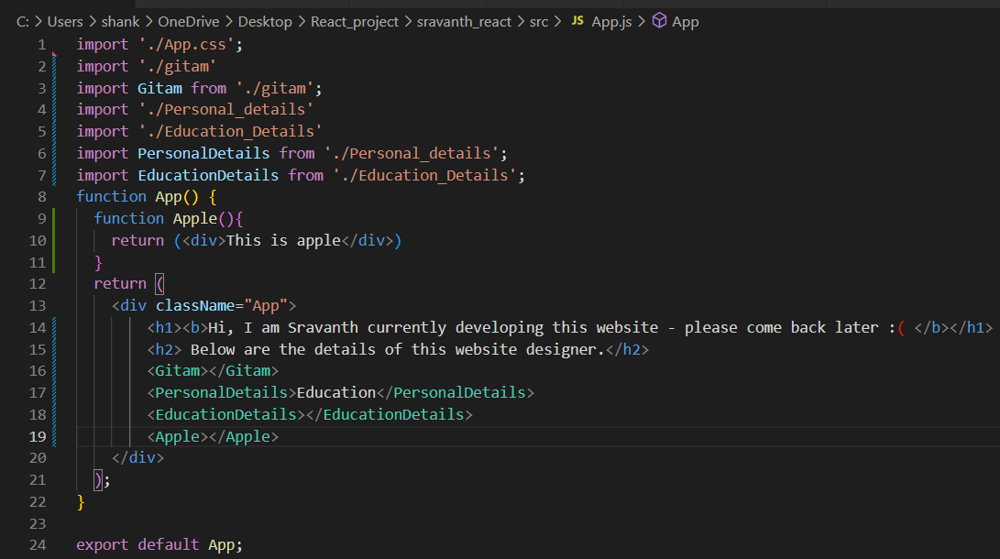 C: > Users > shank > OneDrive > Desktop > React_project > sravanth_react > src > JS App.js > App
1 import './App.css';
2 import './gitam'
3 import Gitam from './gitam';
4 import './Personal_details'
5 import './Education_Details'
6 import PersonalDetails from './Personal_details';
7 import EducationDetails from './Education_Details';
8 function App() {
9   function Apple(){
10     return (<div>This is apple</div>)
11   }
12   return (
13     <div className="App">
14         <h1><b>Hi, I am Sravanth currently developing this website - please come back later :( </b></h1>
15         <h2> Below are the details of this website designer.</h2>
16         <Gitam></Gitam>
17         <PersonalDetails>Education</PersonalDetails>
18         <EducationDetails></EducationDetails>
19         <Apple></Apple>
20     </div>
21   );
22 }
23
24 export default App;